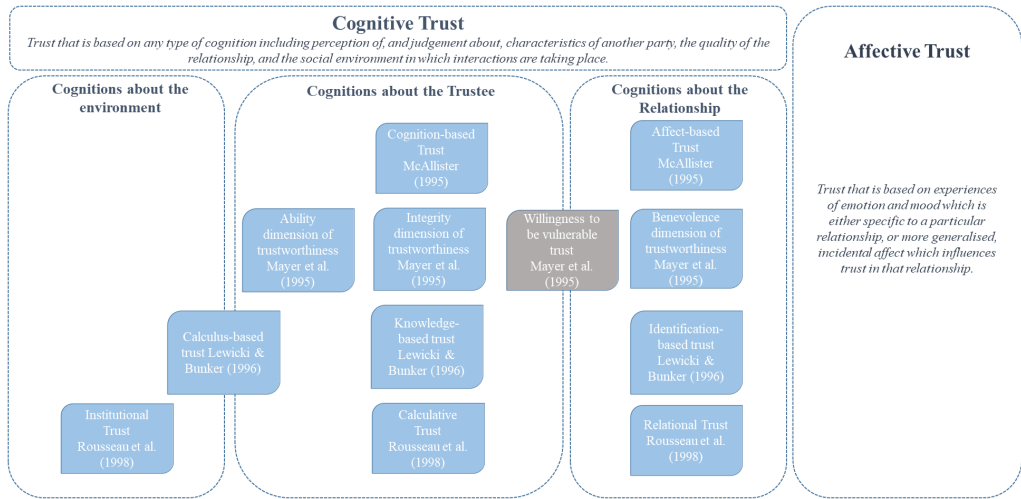 Cognitive Trust
Trust that is based on any type of cognition including perception of, and judgement about, characteristics of another party, the quality of the
relationship, and the social environment in which interactions are taking place.
Cognitions about the
environment
Calculus-based
trust Lewicki &
Bunker (1996)
Institutional
Trust
Rousseau et al.
(1998)
Cognitions about the Trustee
Cognition-based
Trust
McAllister
(1995)
Ability
dimension of
trustworthiness
Mayer et al.
(1995)
Integrity
dimension of
trustworthiness
Mayer et al.
(1995)
Willingness to
be vulnerable
trust
Mayer et al.
(1995)
Knowledge-
based trust
Lewicki &
Bunker (1996)
Calculative
Trust
Rousseau et al.
(1998)
Cognitions about the
Relationship
Affect-based
Trust
McAllister
(1995)
Benevolence
dimension of
trustworthiness
Mayer et al.
(1995)
Identification-
based trust
Lewicki &
Bunker (1996)
Relational Trust
Rousseau et al.
(1998)
Affective Trust
Trust that is based on experiences
of emotion and mood which is
either specific to a particular
relationship, or more generalised,
incidental affect which influences
trust in that relationship.